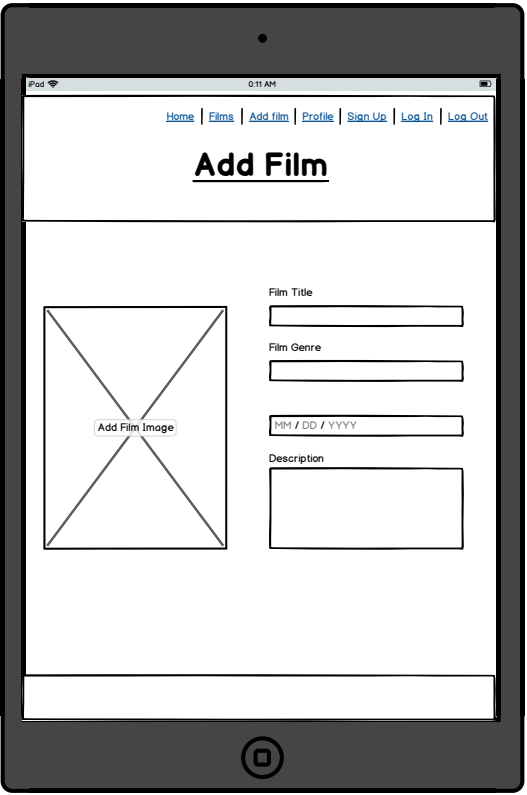 iPad 0:11 AM
Home Films Add film Profile Sign Up Log In Log Out
Add Film
Film Title
Film Genre
MM / DD / YYYY
Add Film Image
Description